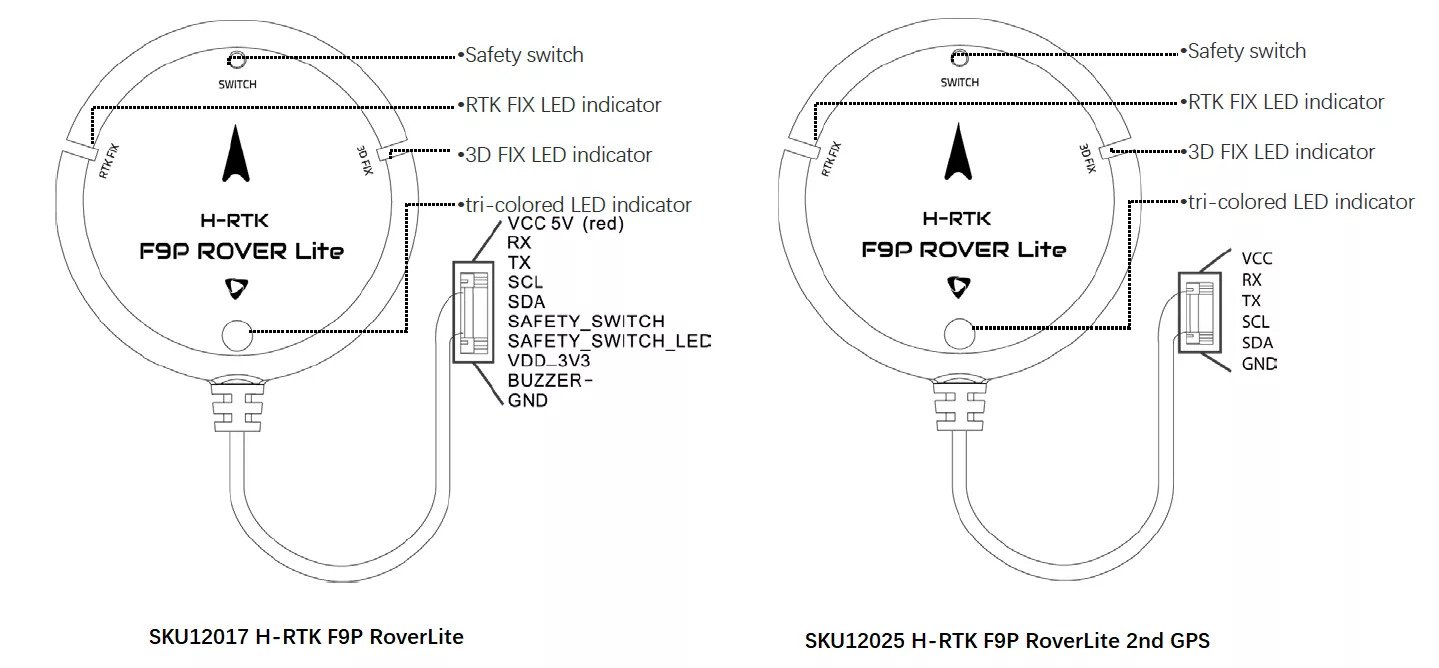 •Safety switch
SWITCH
•RTK FIX LED indicator
RTK FIX
3D FIX
•3D FIX LED indicator
•tri-colored LED indicator
H-RTK
F9P ROVER Lite
VCC 5V (red)
RX
TX
SCL
SDA
SAFETY_SWITCH
SAFETY_SWITCH_LED
VDD_3V3
BUZZER-
GND
SKU12017 H-RTK F9P RoverLite
•Safety switch
SWITCH
•RTK FIX LED indicator
RTK FIX
3D FIX
•3D FIX LED indicator
•tri-colored LED indicator
H-RTK
F9P ROVER Lite
VCC
RX
TX
SCL
SDA
GND
SKU12025 H-RTK F9P RoverLite 2nd GPS